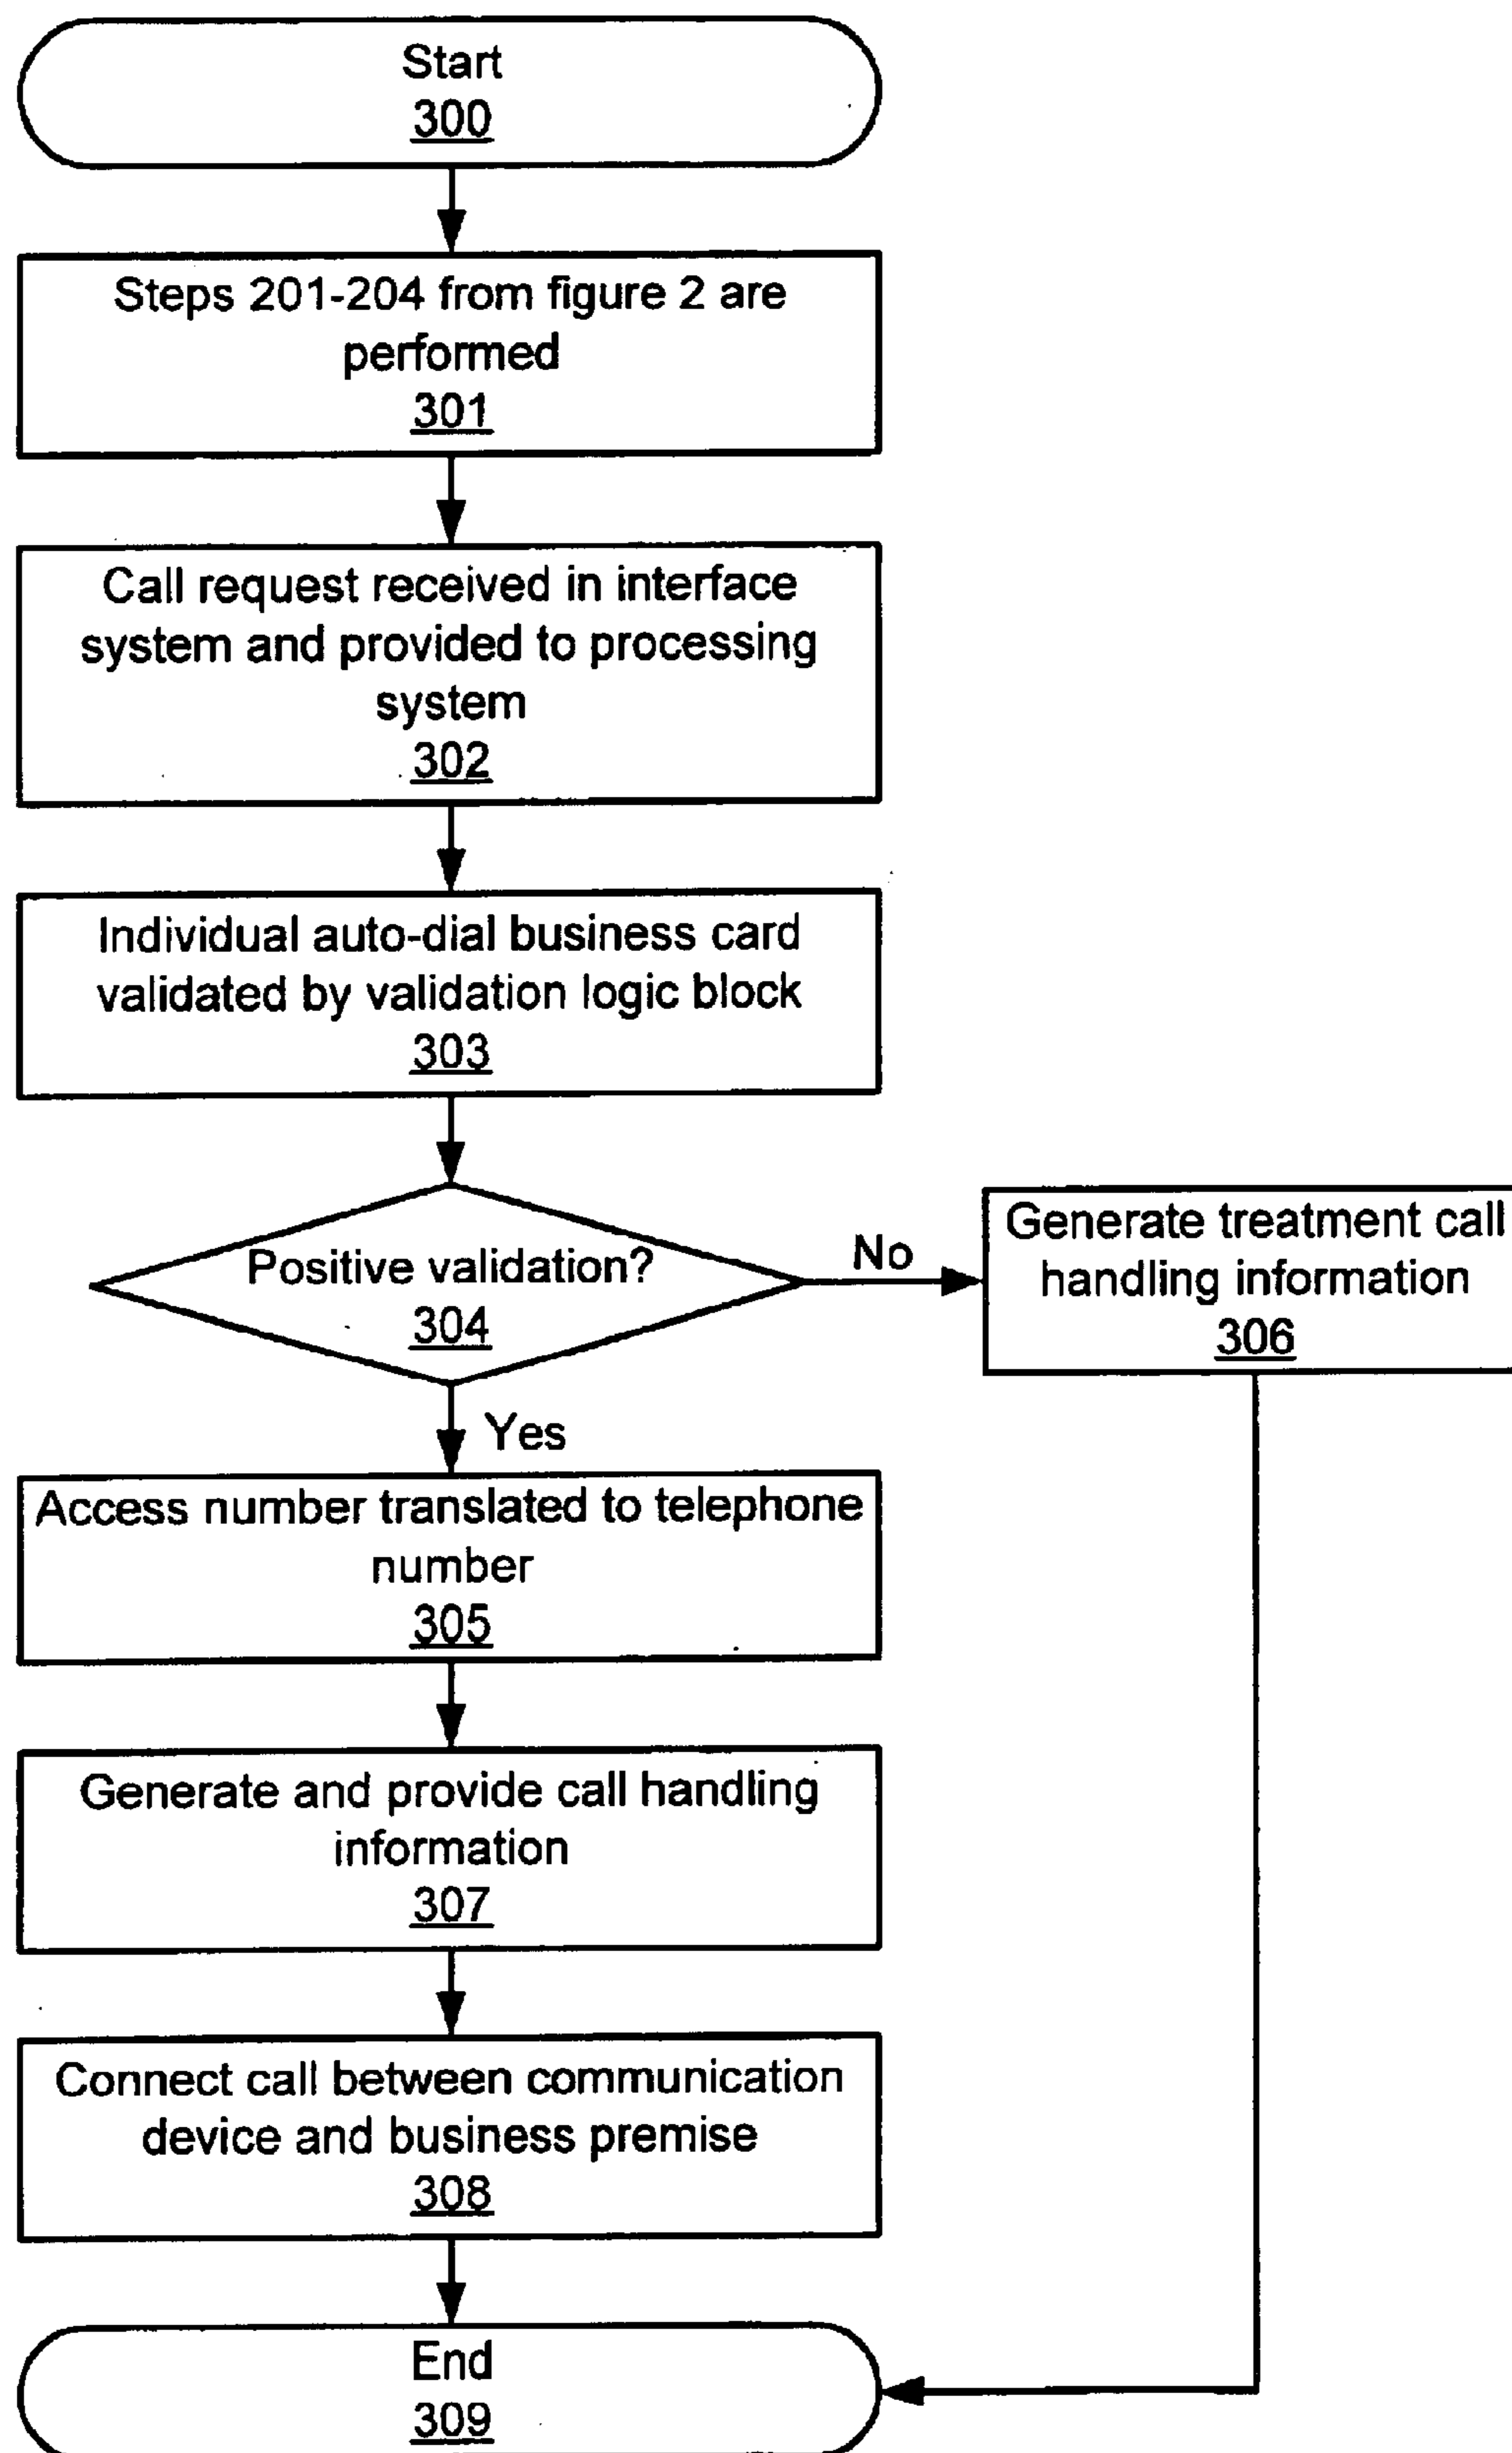 Start
300
Steps 201-204 from figure 2 are
performed
301
Call request received in interface
system and provided to processing
system
302
Individual auto-dial business card
validated by validation logic block
303
Positive validation?
304
No
Generate treatment call
handling information
306
Yes
Access number translated to telephone
number
305
Generate and provide call handling
information
307
Connect call between communication
device and business premise
308
End
309